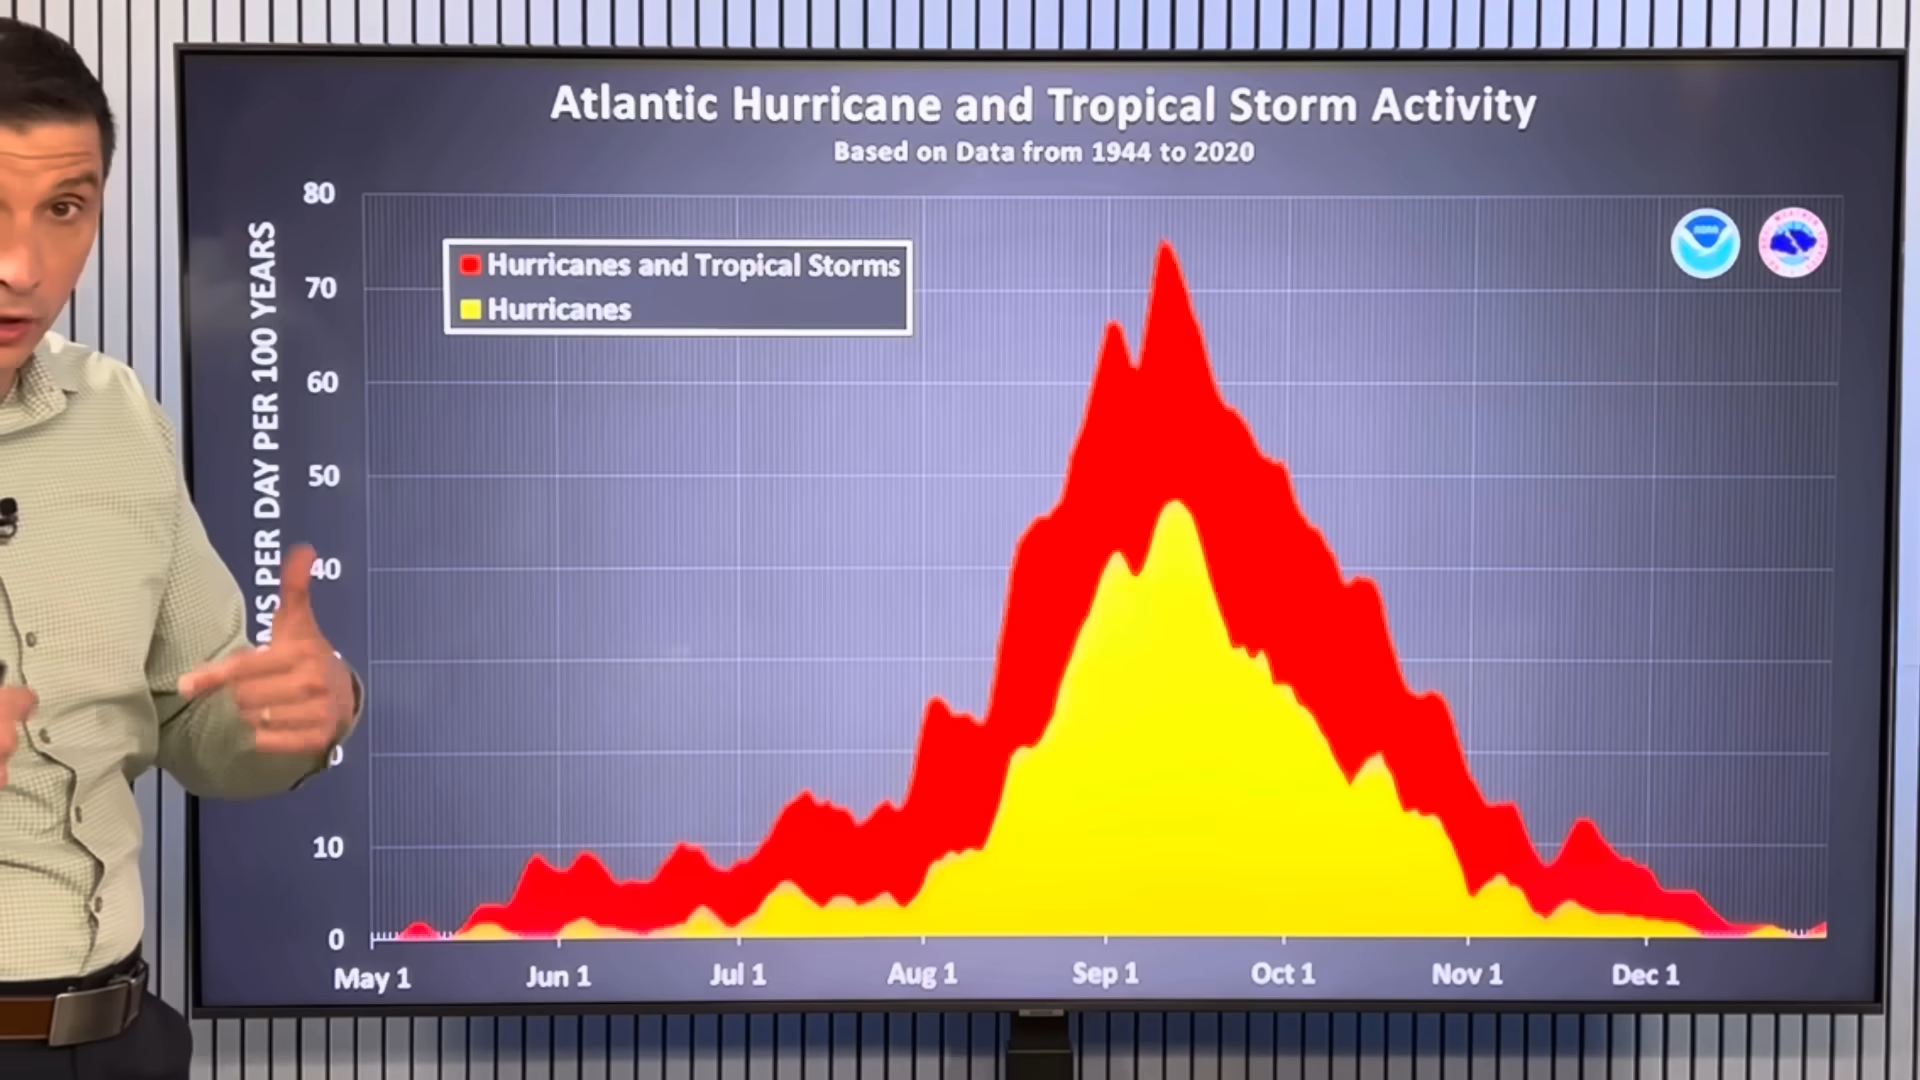 Atlantic Hurricane and Tropical Storm Activity
Based on Data from 1944 to 2020
80
70
60
50
40
10
0
PER DAY PER 100 YEARS
Hurricanes and Tropical Storms
Hurricanes
May 1
Jun 1
Jul 1
Aug 1
Sep 1
Oct 1
Nov 1
Dec 1